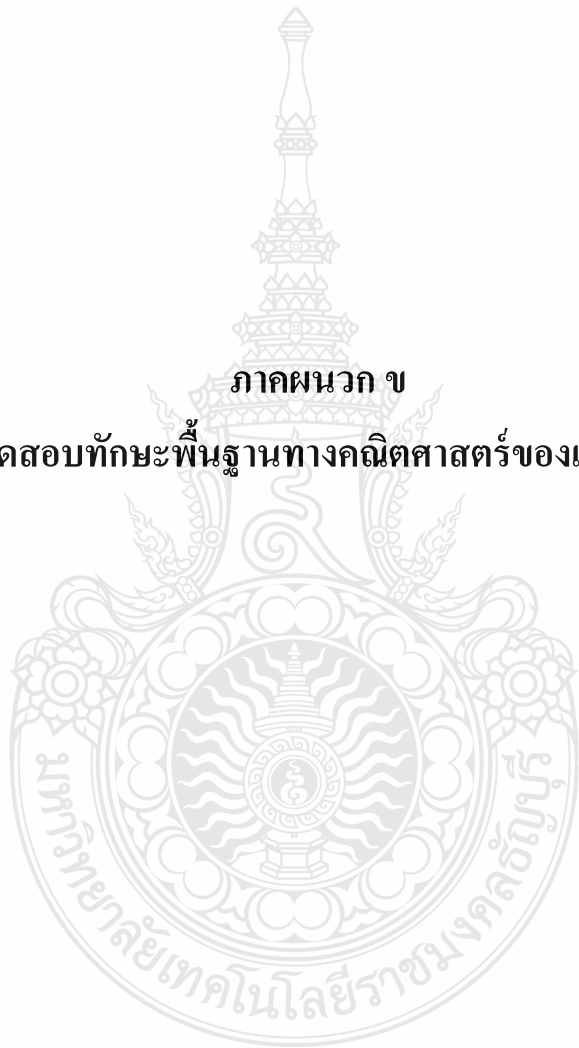 ภาคผนวก ข
ดสอบทักษะพื้นฐานทางคณิตศาสตร์ของเ
มหาวิทยาลัยเทคโนโลยีราชมงคลธัญบุรี